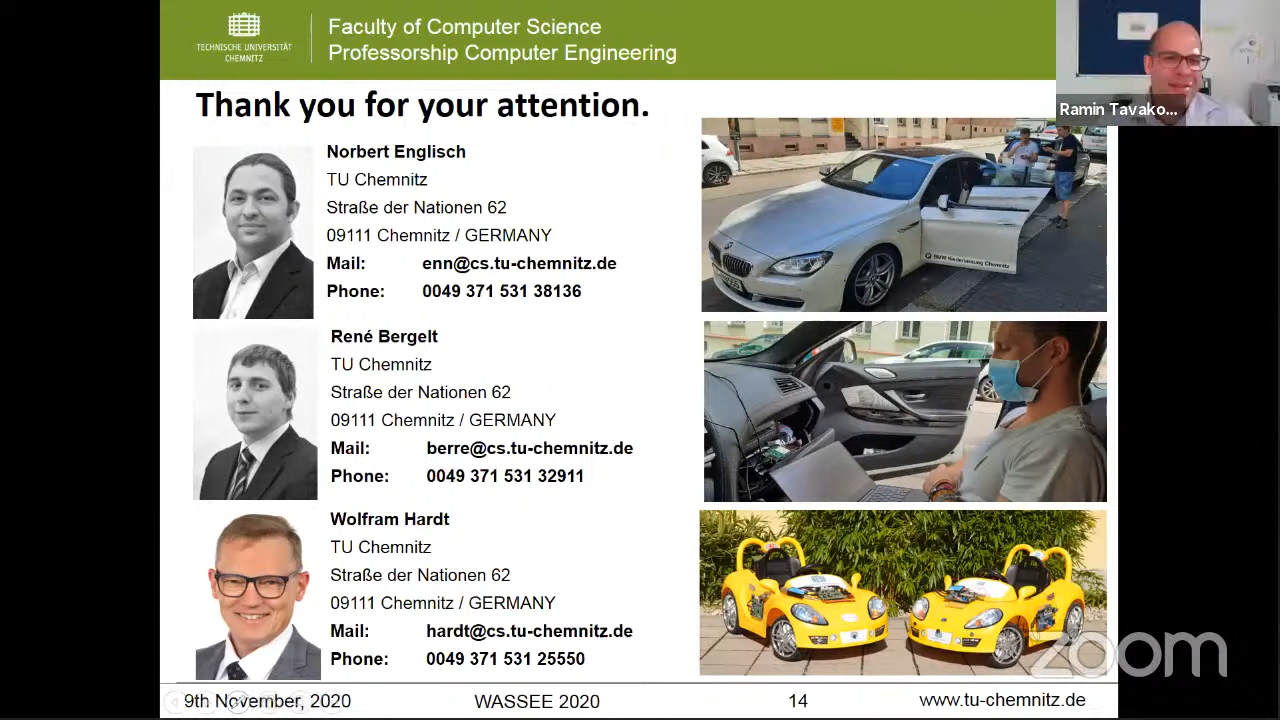 TECHNISCHE UNIVERSITÄT
CHEMNITZ
Faculty of Computer Science
Professorship Computer Engineering
Ramin Tavako...
Thank you for your attention.
Norbert Englisch
TU Chemnitz
Straße der Nationen 62
09111 Chemnitz / GERMANY
Mail: enn@cs.tu-chemnitz.de
Phone: 0049 371 531 38136
BMW Niederlassung Chemnitz
René Bergelt
TU Chemnitz
Straße der Nationen 62
09111 Chemnitz / GERMANY
Mail: berre@cs.tu-chemnitz.de
Phone: 0049 371 531 32911
Wolfram Hardt
TU Chemnitz
Straße der Nationen 62
09111 Chemnitz / GERMANY
Mail: hardt@cs.tu-chemnitz.de
Phone: 0049 371 531 25550
zoom
9th November, 2020 WASSEE 2020 14 www.tu-chemnitz.de